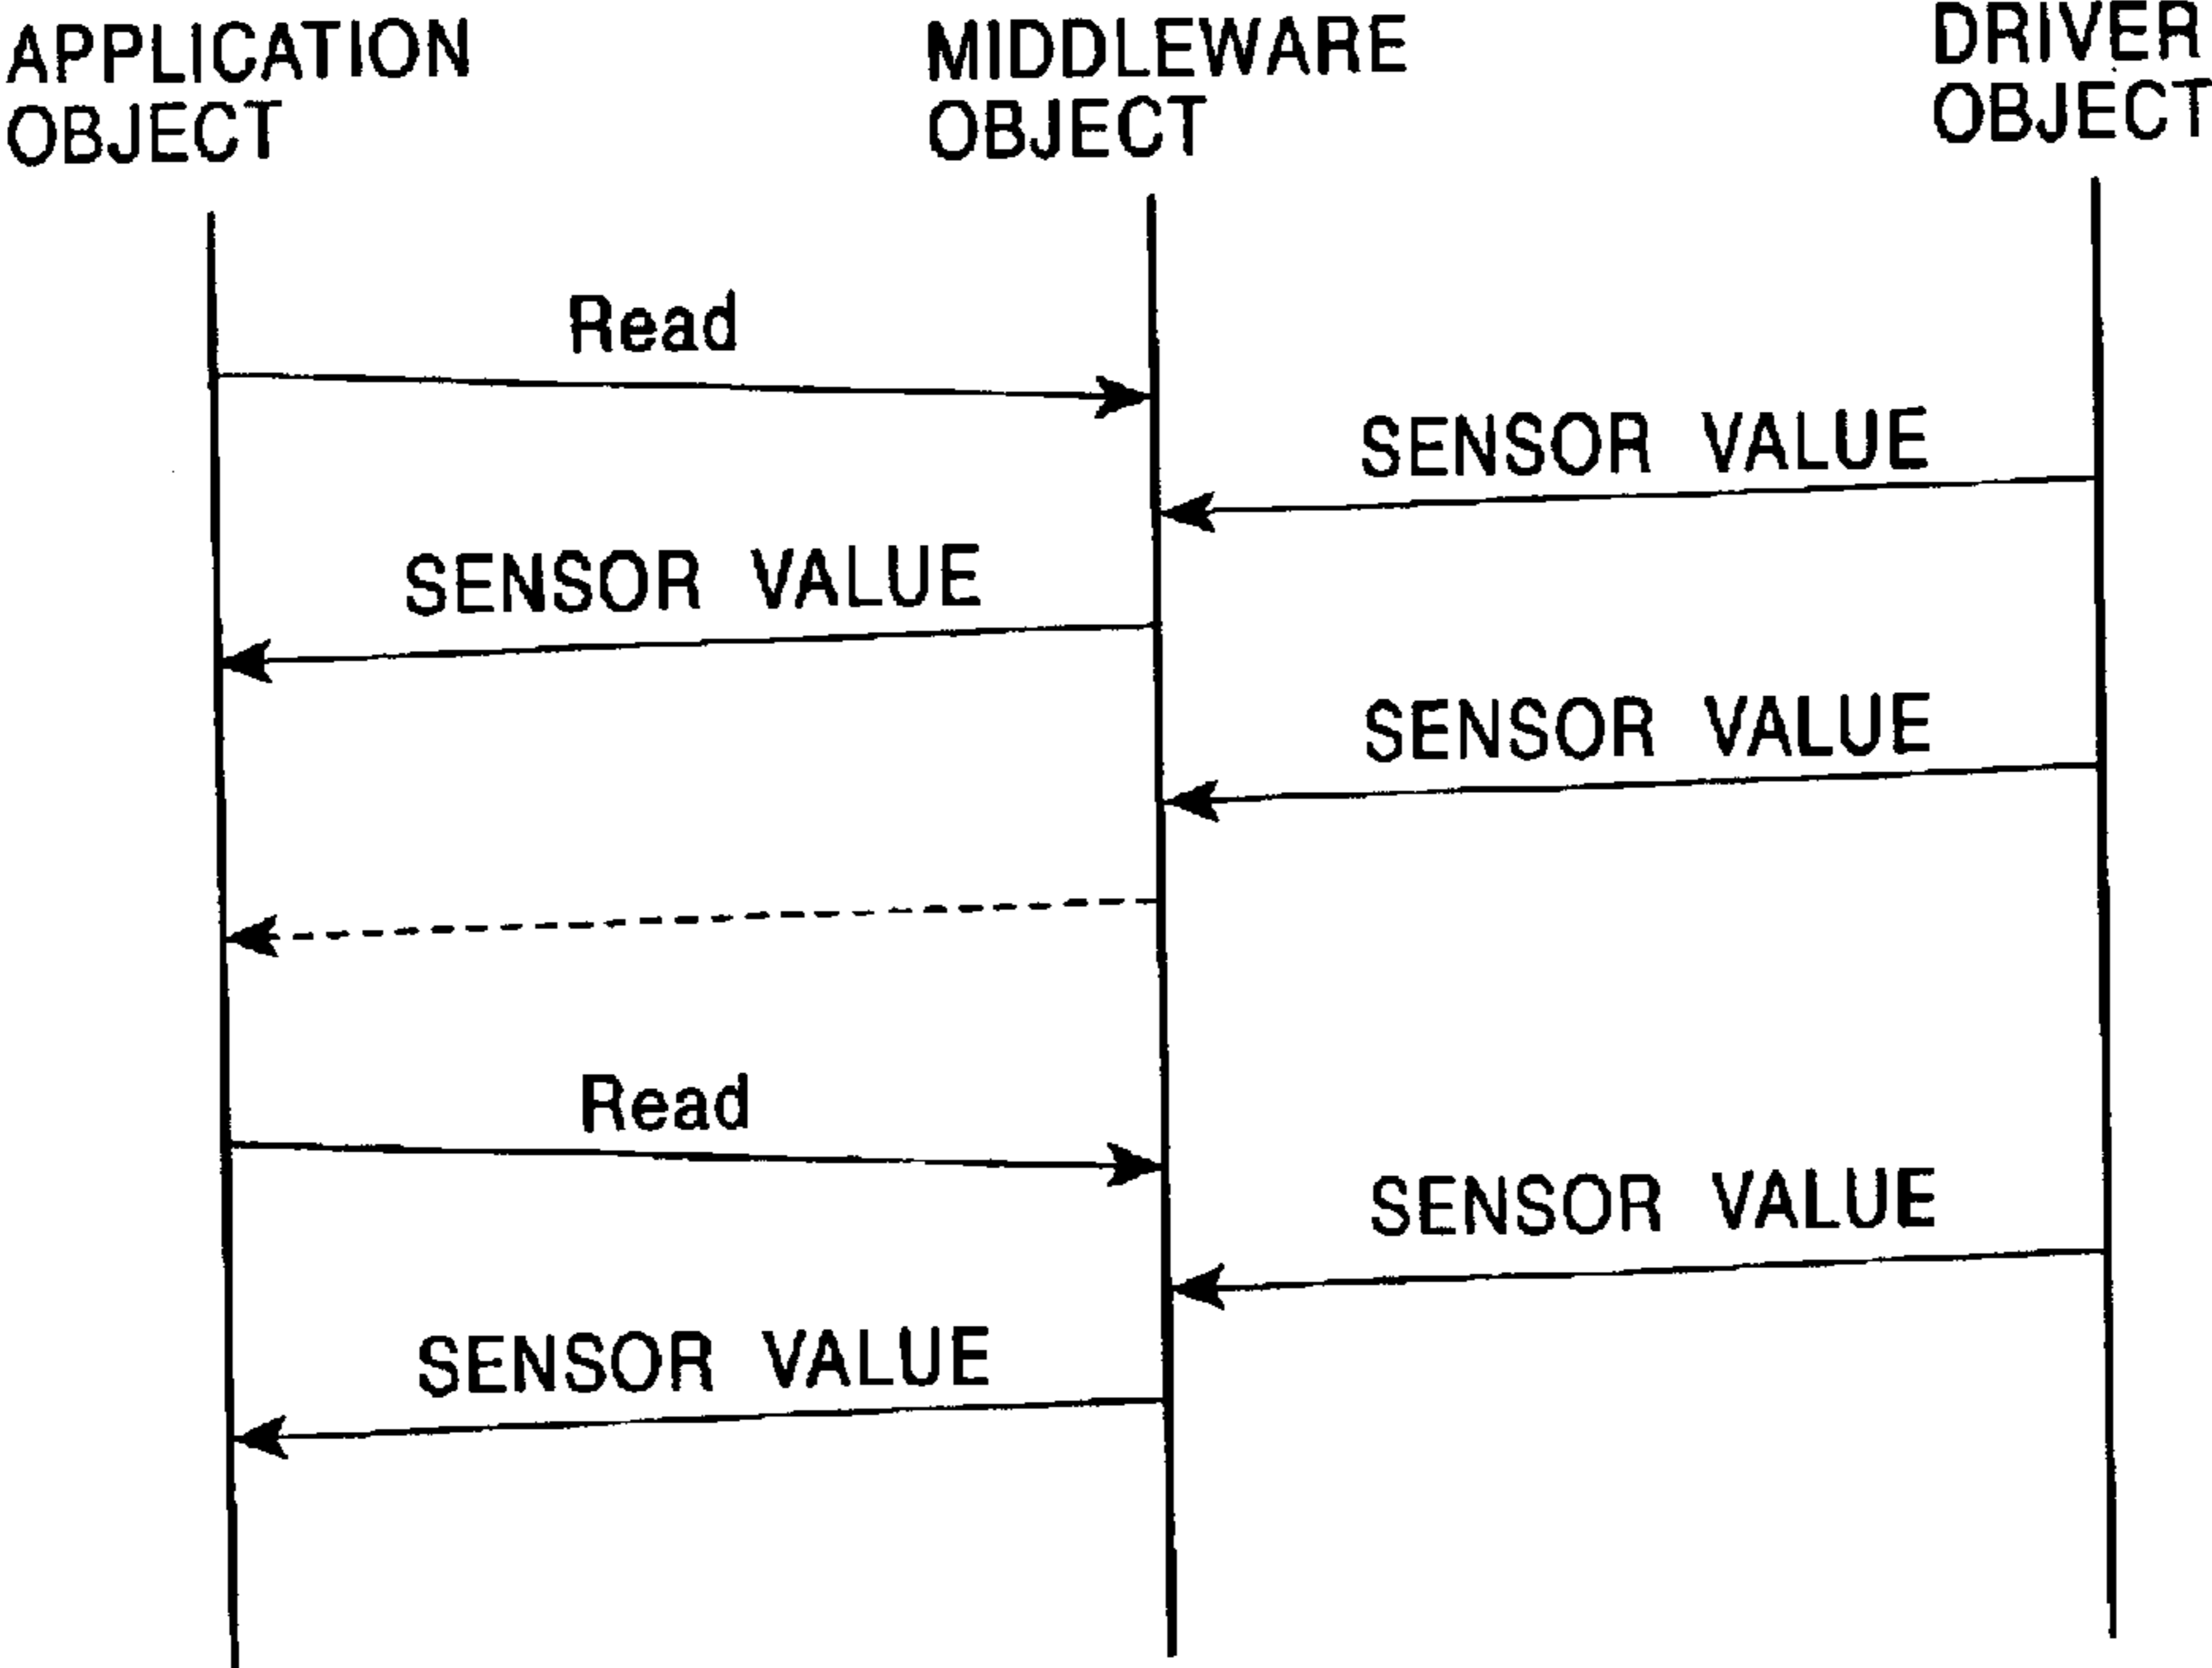 APPLICATION
OBJECT
MIDDLEWARE
OBJECT
DRIVER
OBJECT
Read
SENSOR VALUE
SENSOR VALUE
SENSOR VALUE
Read
SENSOR VALUE
SENSOR VALUE